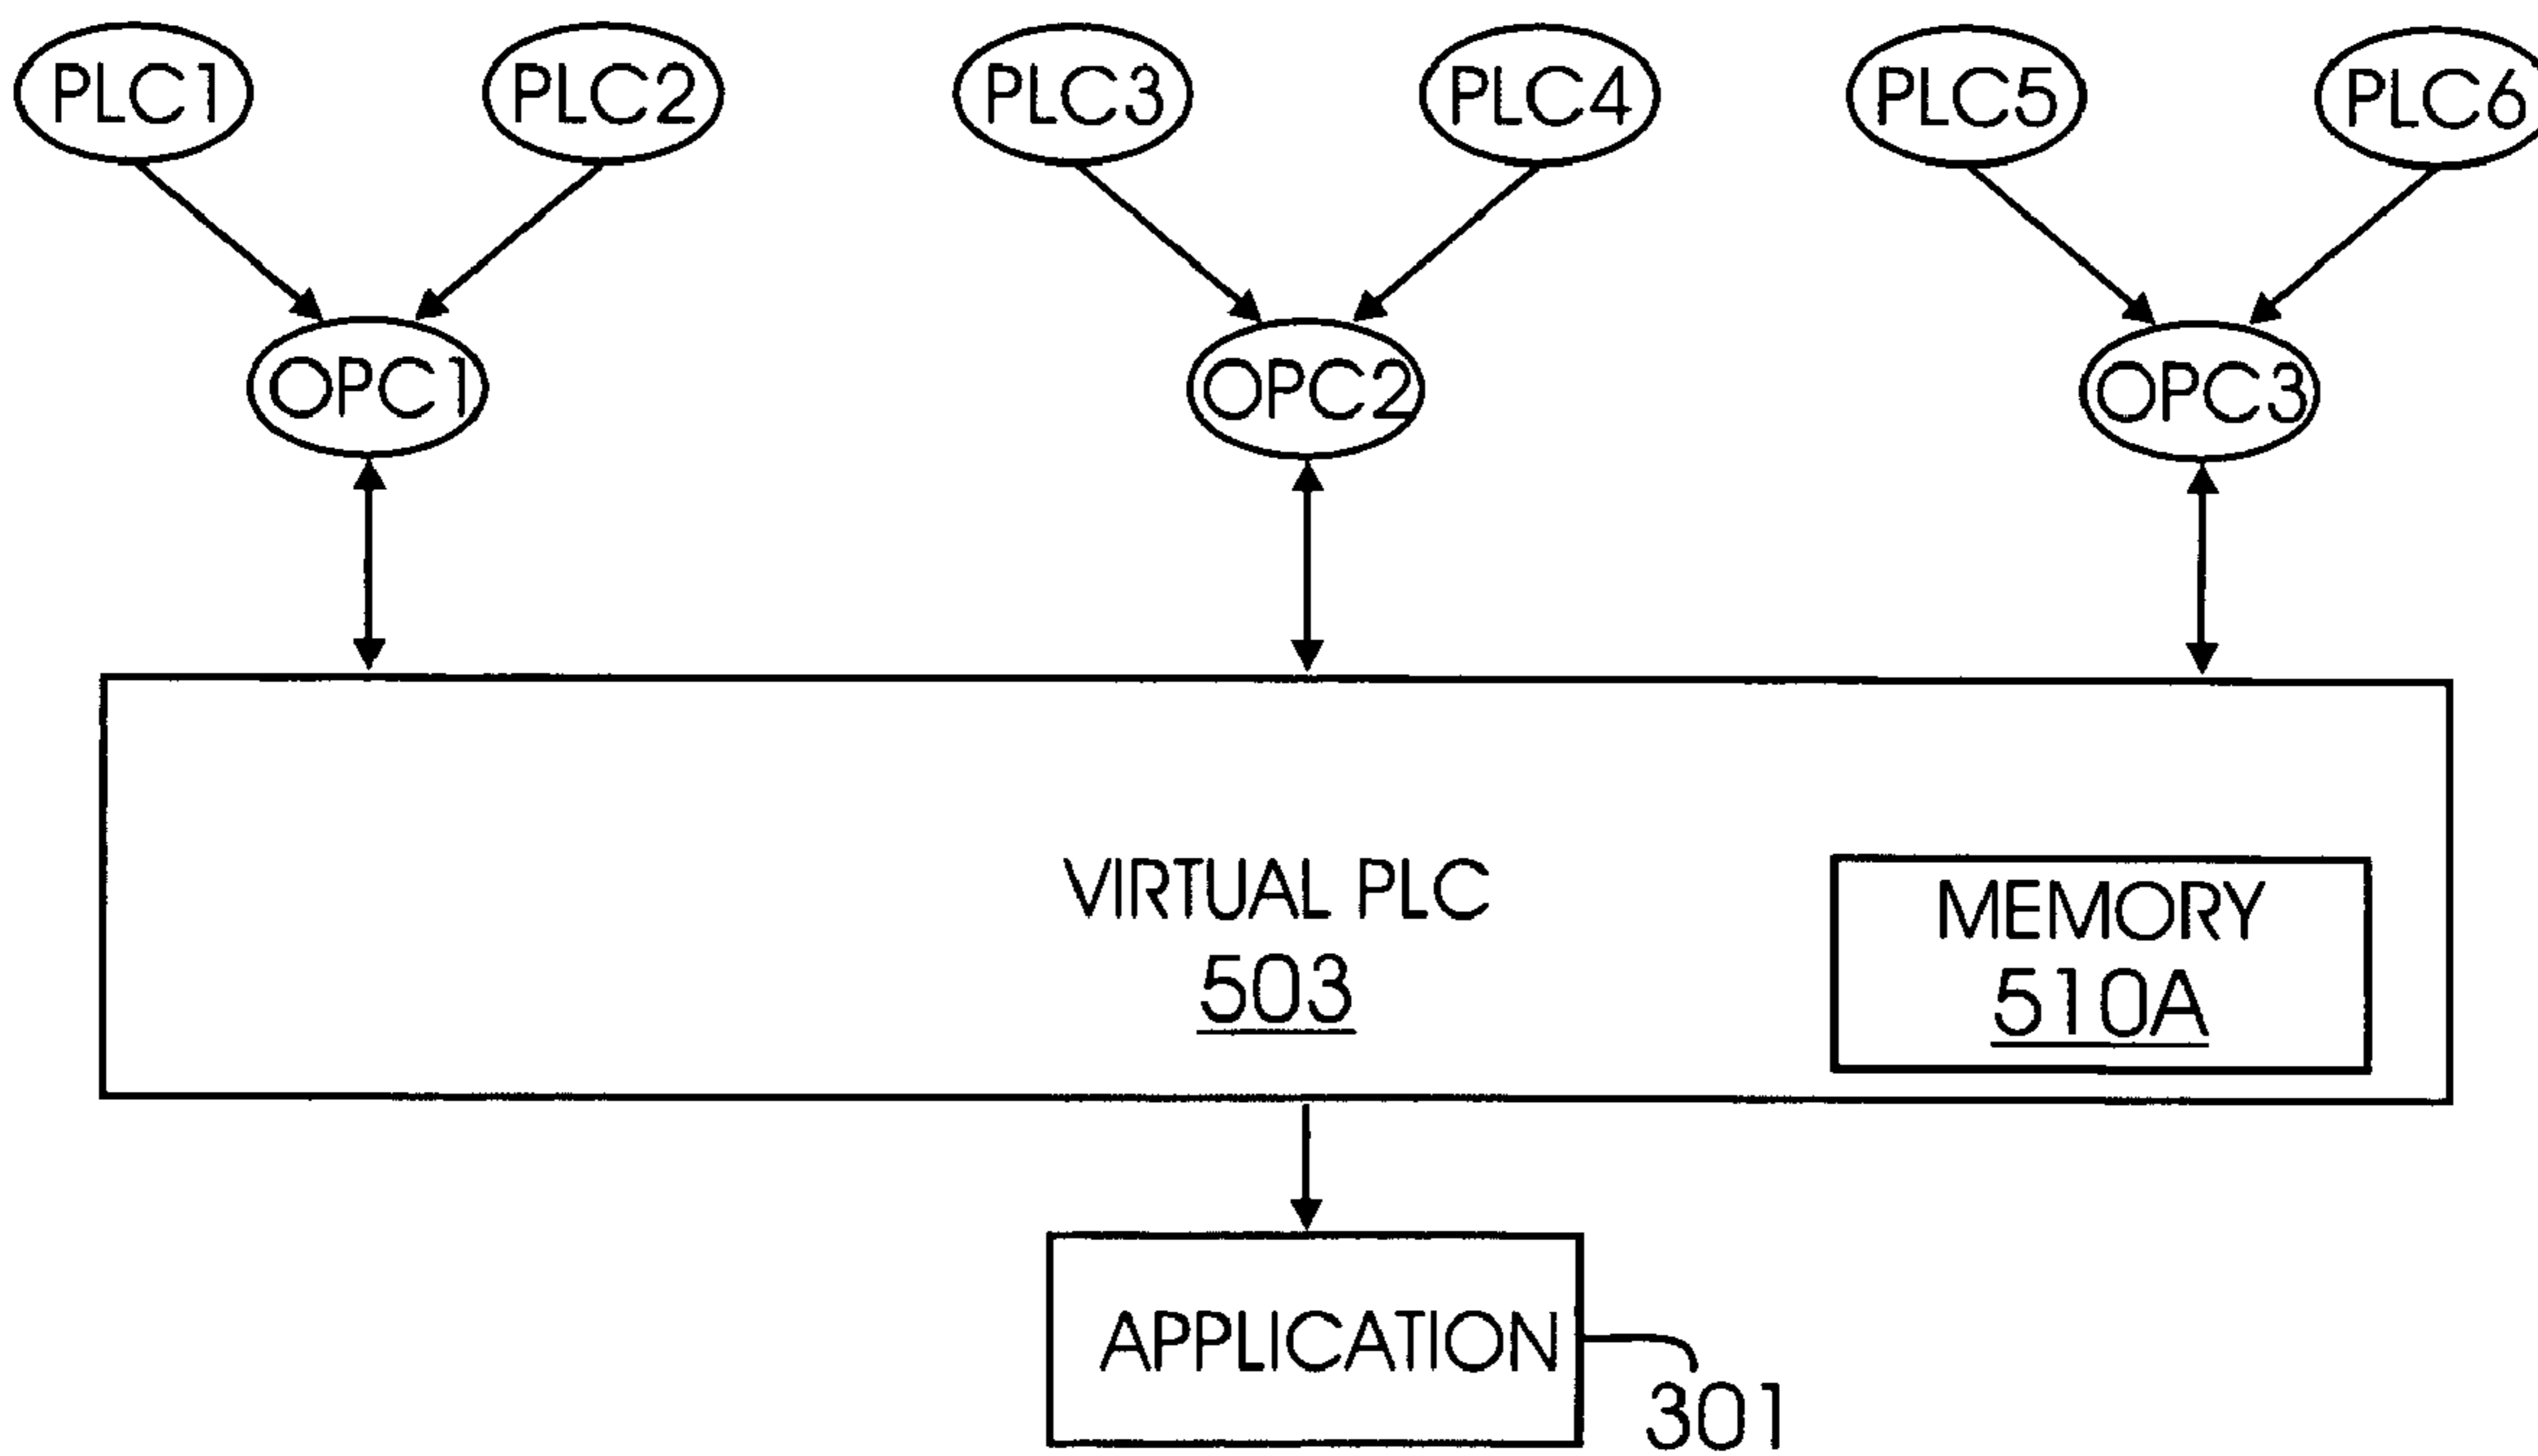 PLC1 PLC2 PLC3 PLC4 PLC5 PLC6
OPC1 OPC2 OPC3
VIRTUAL PLC
503
MEMORY
510A
APPLICATION
301